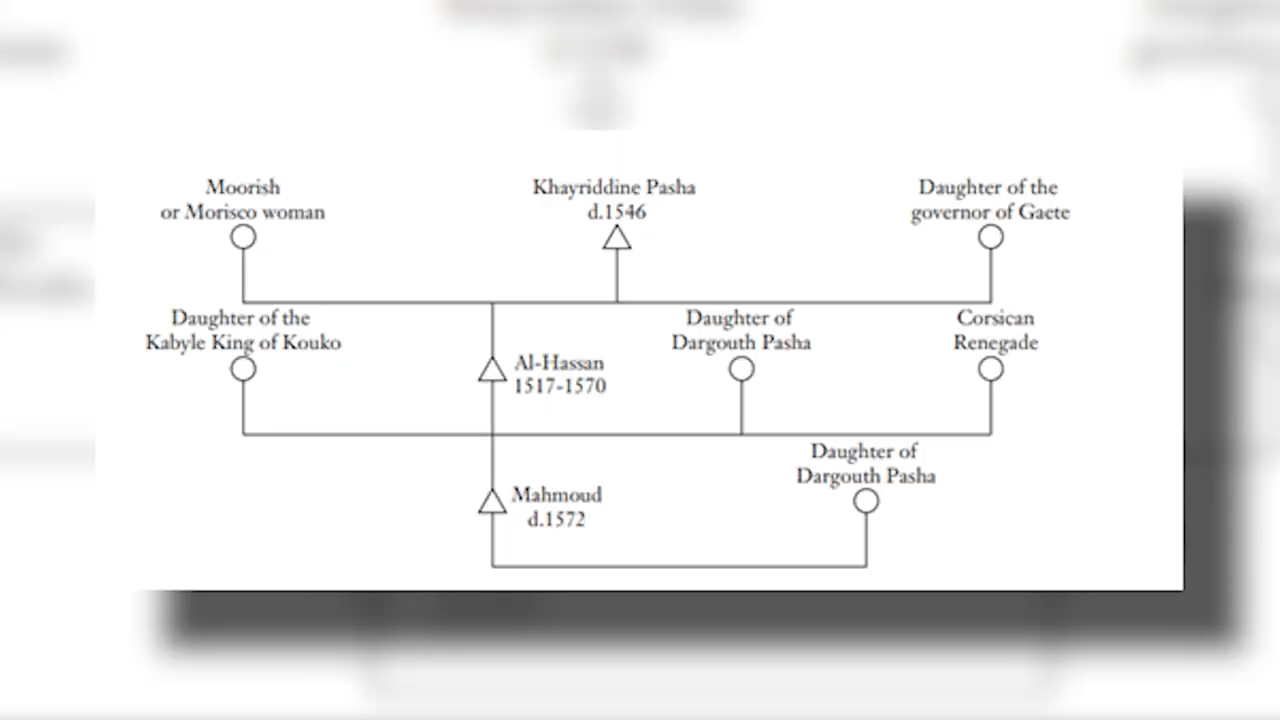 Moorish
or Morisco woman
Khayriddine Pasha
d.1546
Daughter of the
governor of Gaete
Daughter of the
Kabyle King of Kouko
Al-Hassan
1517-1570
Daughter of
Dargouth Pasha
Corsican
Renegade
Mahmoud
d.1572
Daughter of
Dargouth Pasha